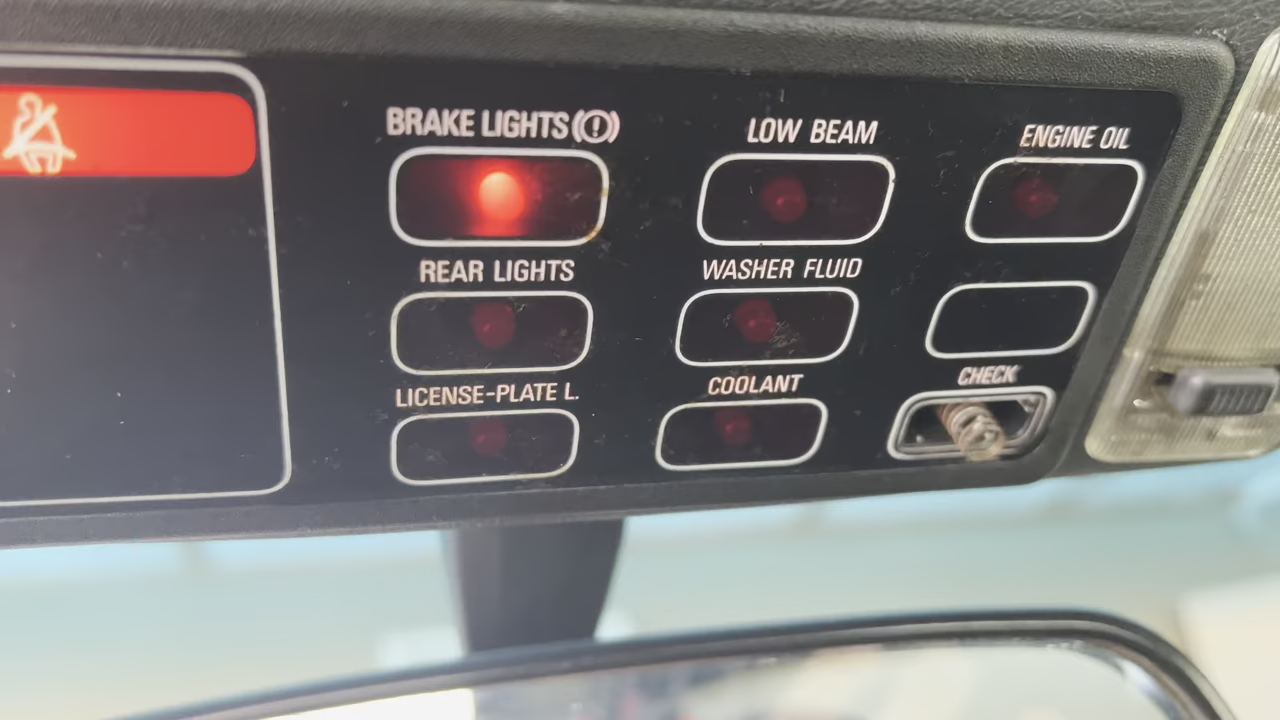 BRAKE LIGHTS(!)
LOW BEAM
ENGINE OIL
REAR LIGHTS
WASHER FLUID
LICENSE-PLATE L.
COOLANT
CHECK